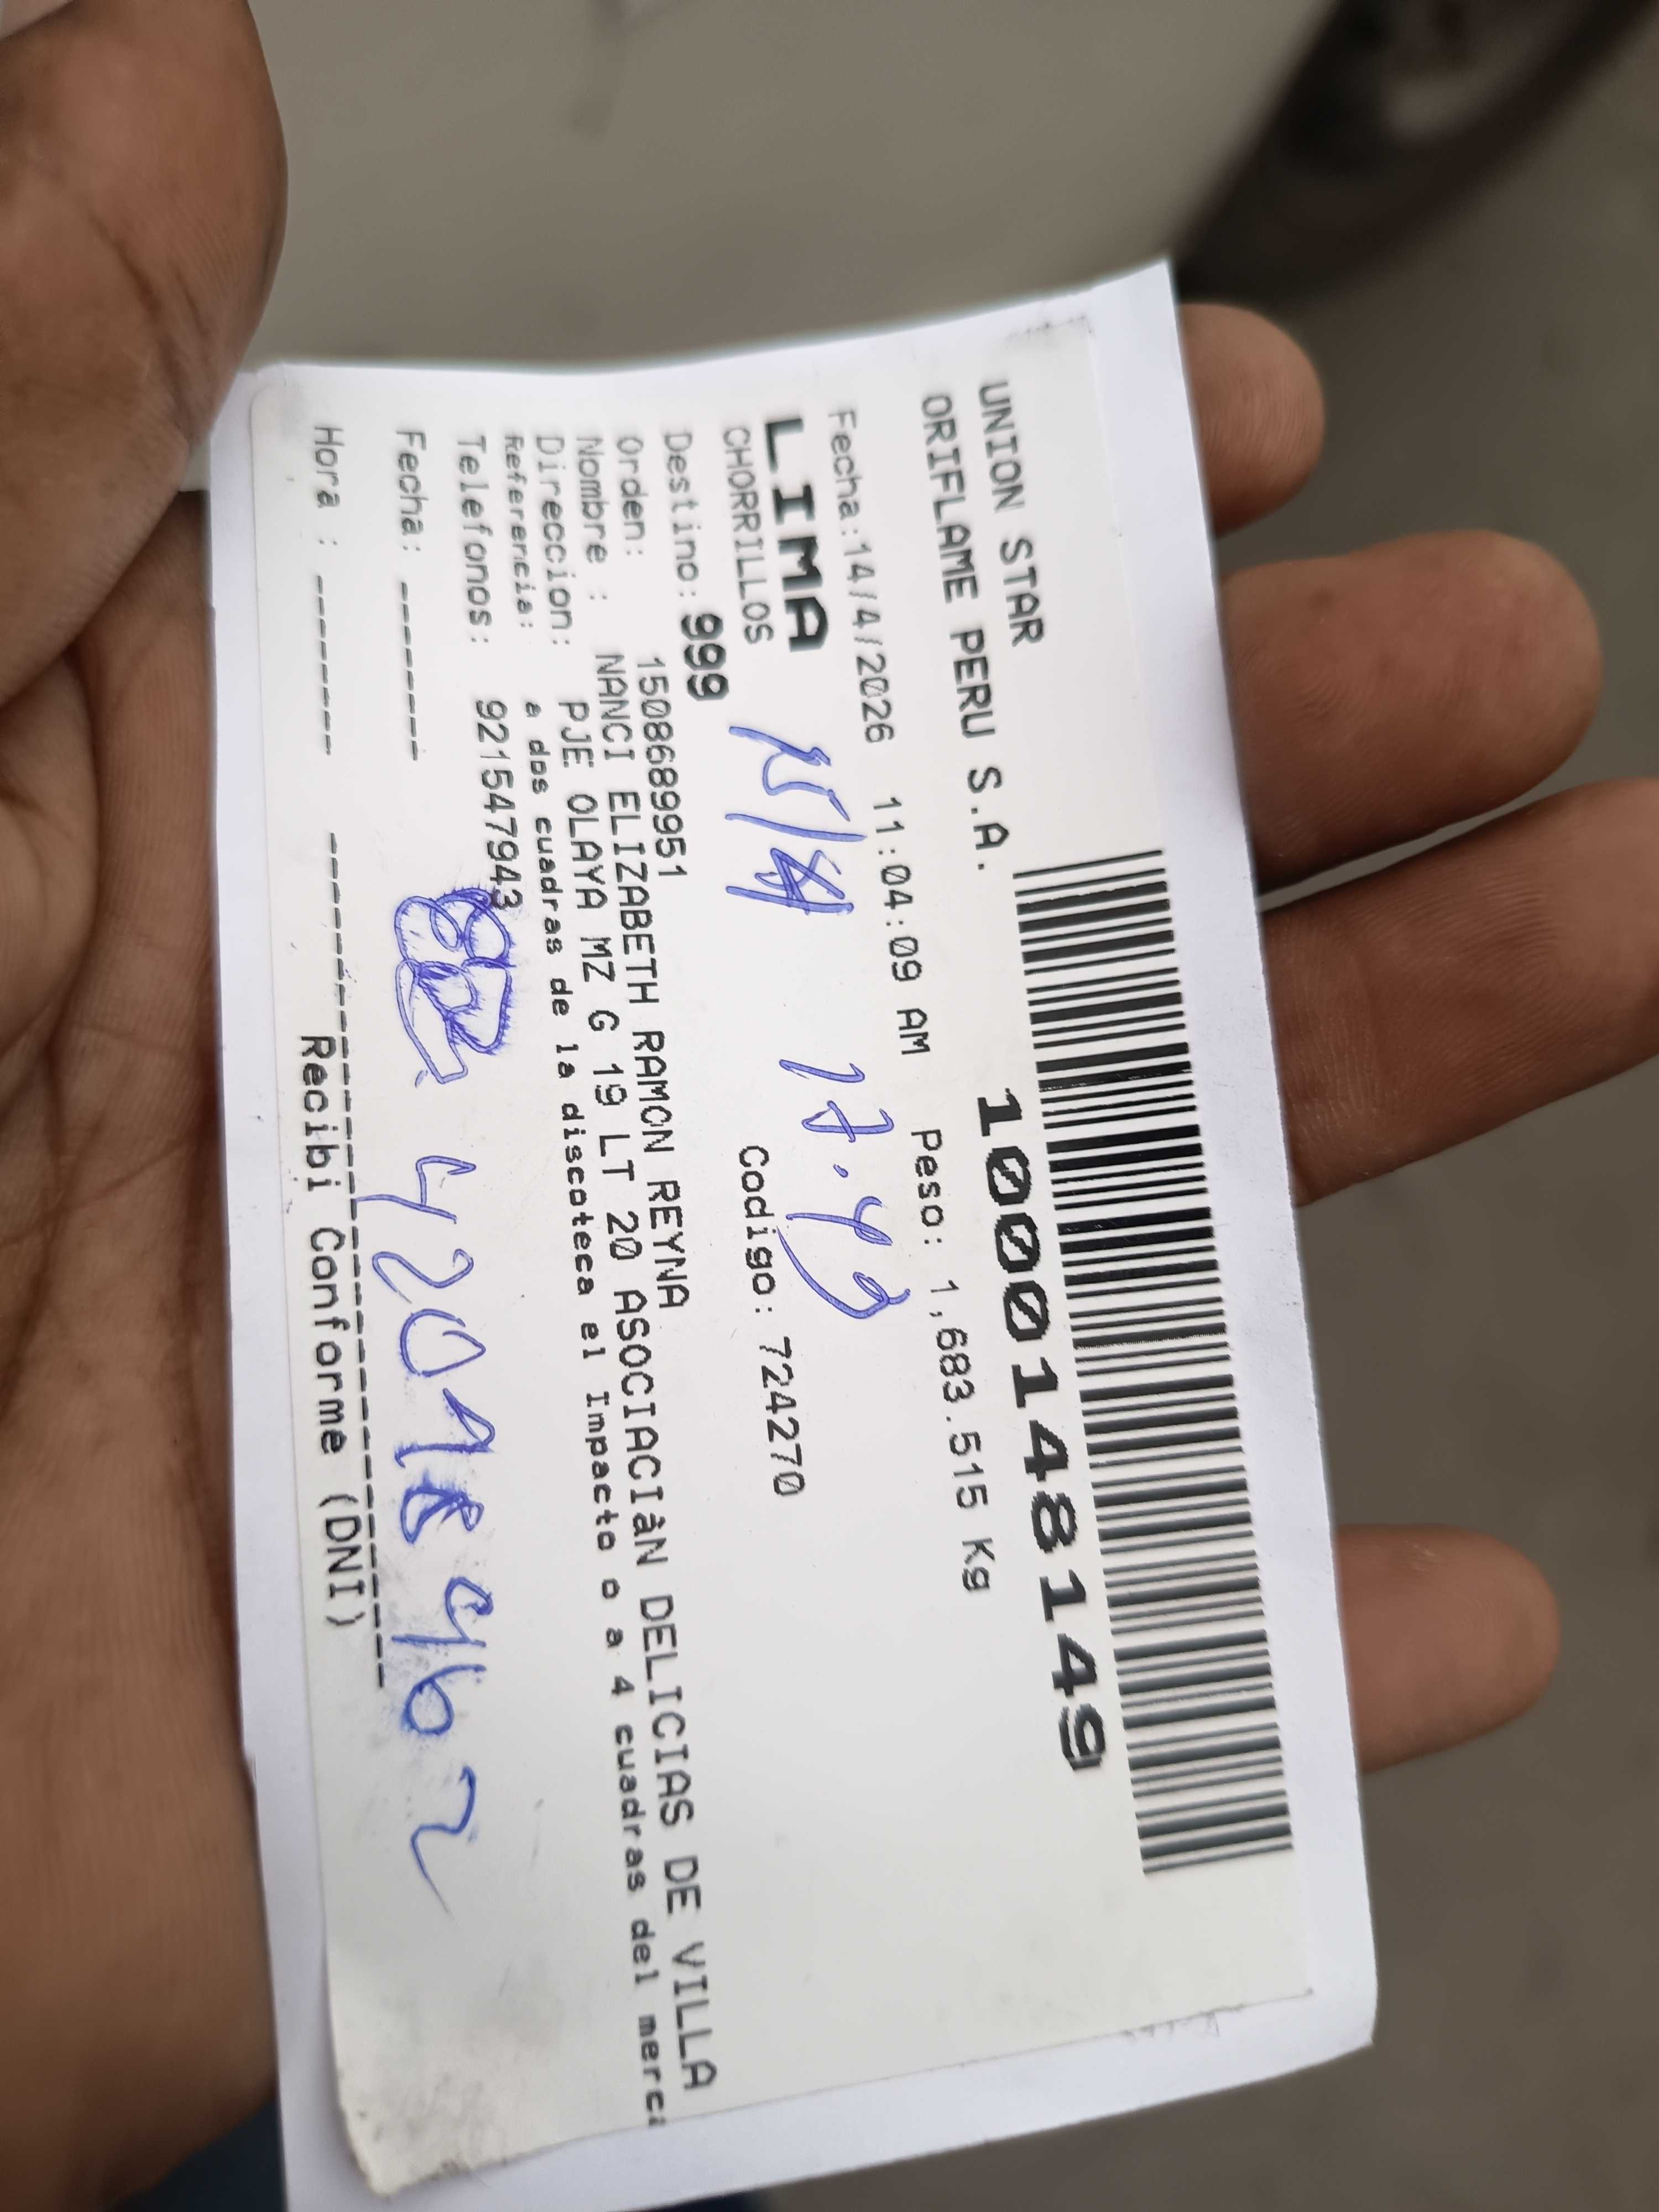 UNION STAR
ORIFLAME PERU S.A.
1000148149
Fecha:14/4/2026 11:04:09 AM Peso: 1,683.515 Kg
LIMA
CHORRILLOS
15/4 17.43
Codigo: 724270
Destino: 999
Orden: 1508689951
Nombre : NANCI ELIZABETH RAMON REYNA
Direccion: PJE OLAYA MZ G 19 LT 20 ASOCIACIàN DELICIAS DE VILLA
Referencia: a dos cuadras de la discoteca el Impacto o a 4 cuadras del merca
Telefonos: 921547943
Fecha: ------
Hora : -------
Recibi Conforme (DNI)